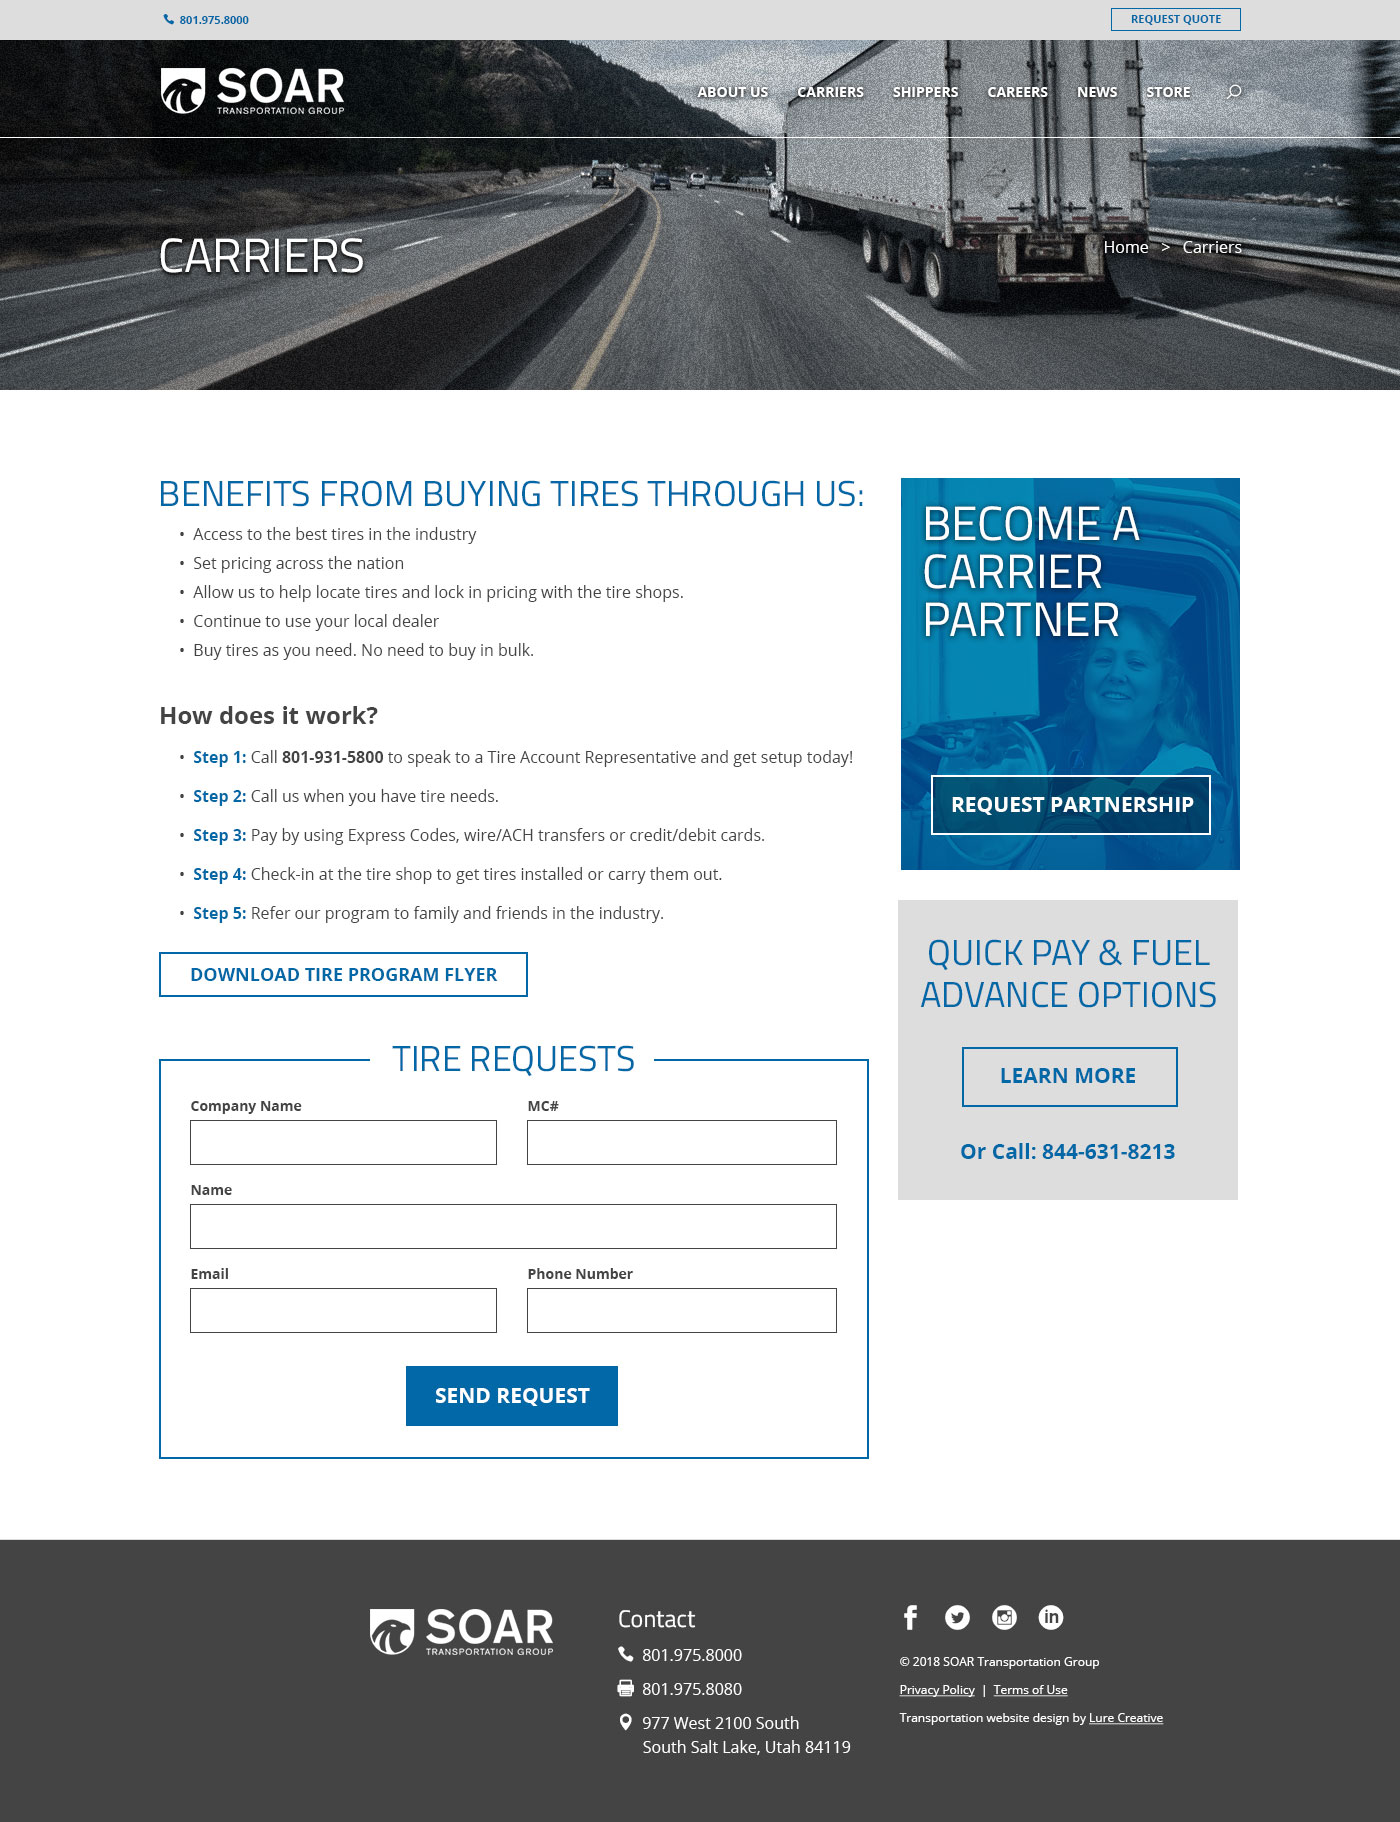 801.975.8000
REQUEST QUOTE
SOAR
TRANSPORTATION GROUP
ABOUT US
CARRIERS
SHIPPERS
CAREERS
NEWS
STORE
CARRIERS
Home > Carriers
BENEFITS FROM BUYING TIRES THROUGH US:
• Access to the best tires in the industry
• Set pricing across the nation
• Allow us to help locate tires and lock in pricing with the tire shops.
• Continue to use your local dealer
• Buy tires as you need. No need to buy in bulk.
How does it work?
• Step 1: Call 801-931-5800 to speak to a Tire Account Representative and get setup today!
• Step 2: Call us when you have tire needs.
• Step 3: Pay by using Express Codes, wire/ACH transfers or credit/debit cards.
• Step 4: Check-in at the tire shop to get tires installed or carry them out.
• Step 5: Refer our program to family and friends in the industry.
DOWNLOAD TIRE PROGRAM FLYER
TIRE REQUESTS
Company Name
MC#
Name
Email
Phone Number
SEND REQUEST
BECOME A
CARRIER
PARTNER
REQUEST PARTNERSHIP
QUICK PAY & FUEL
ADVANCE OPTIONS
LEARN MORE
Or Call: 844-631-8213
SOAR
TRANSPORTATION GROUP
Contact
801.975.8000
801.975.8080
977 West 2100 South
South Salt Lake, Utah 84119
© 2018 SOAR Transportation Group
Privacy Policy | Terms of Use
Transportation website design by Lure Creative